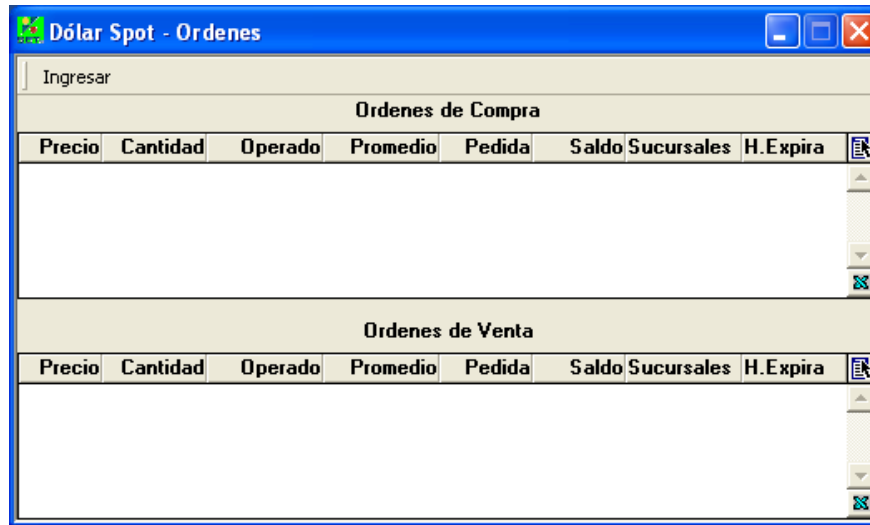 Dólar Spot - Ordenes
Ingresar
Ordenes de Compra
Precio Cantidad Operado Promedio Pedida Saldo Sucursales H.Expira
Ordenes de Venta
Precio Cantidad Operado Promedio Pedida Saldo Sucursales H.Expira